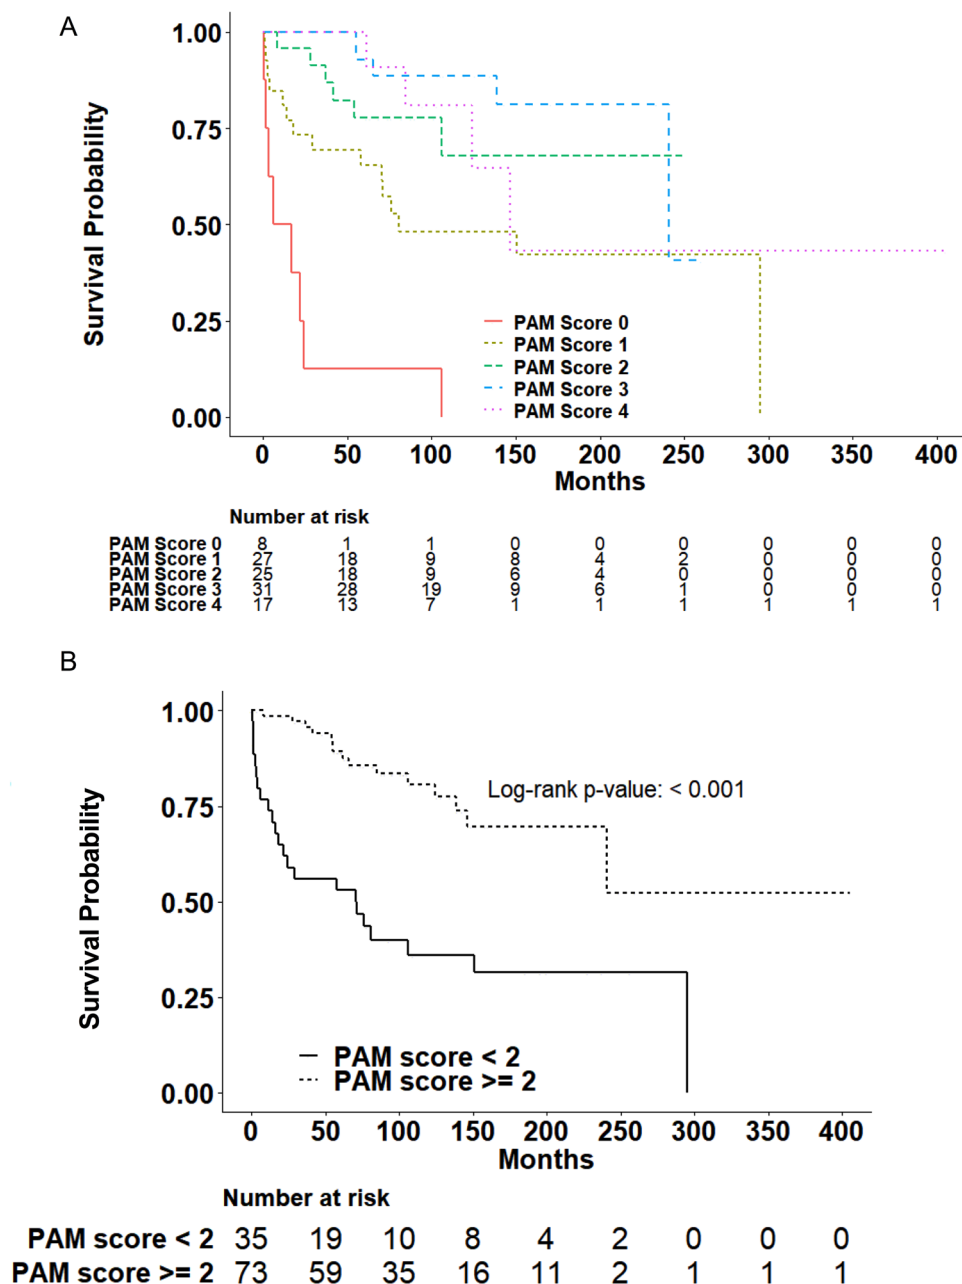 A
1.00
0.75
0.50
0.25
0.00
Survival Probability
PAM Score 0
PAM Score 1
PAM Score 2
PAM Score 3
PAM Score 4
0 50 100 150 200 250 300 350 400
Months
Number at risk
PAM Score 0 8 1 1 0 0 0 0 0 0
PAM Score 1 27 18 9 8 4 2 0 0 0
PAM Score 2 25 18 9 6 4 0 0 0 0
PAM Score 3 31 28 19 9 6 1 0 0 0
PAM Score 4 17 13 7 1 1 1 1 1 1
B
1.00
0.75
0.50
0.25
0.00
Survival Probability
Log-rank p-value: < 0.001
PAM score < 2
PAM score >= 2
0 50 100 150 200 250 300 350 400
Months
Number at risk
PAM score < 2 35 19 10 8 4 2 0 0 0
PAM score >= 2 73 59 35 16 11 2 1 1 1